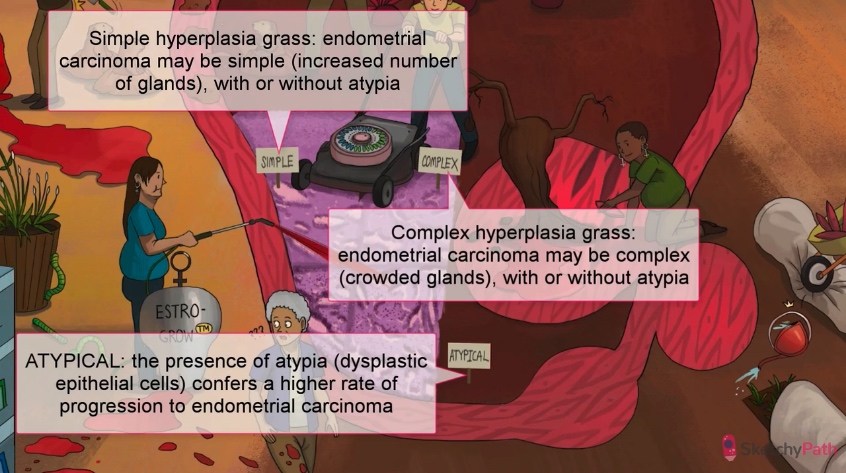 Simple hyperplasia grass: endometrial
carcinoma may be simple (increased number
of glands), with or without atypia
SIMPLE
COMPLEX
Complex hyperplasia grass:
endometrial carcinoma may be complex
(crowded glands), with or without atypia
ESTRO-
GROW TM
???
ATYPICAL
ATYPICAL: the presence of atypia (dysplastic
epithelial cells) confers a higher rate of
progression to endometrial carcinoma
SketchyPath